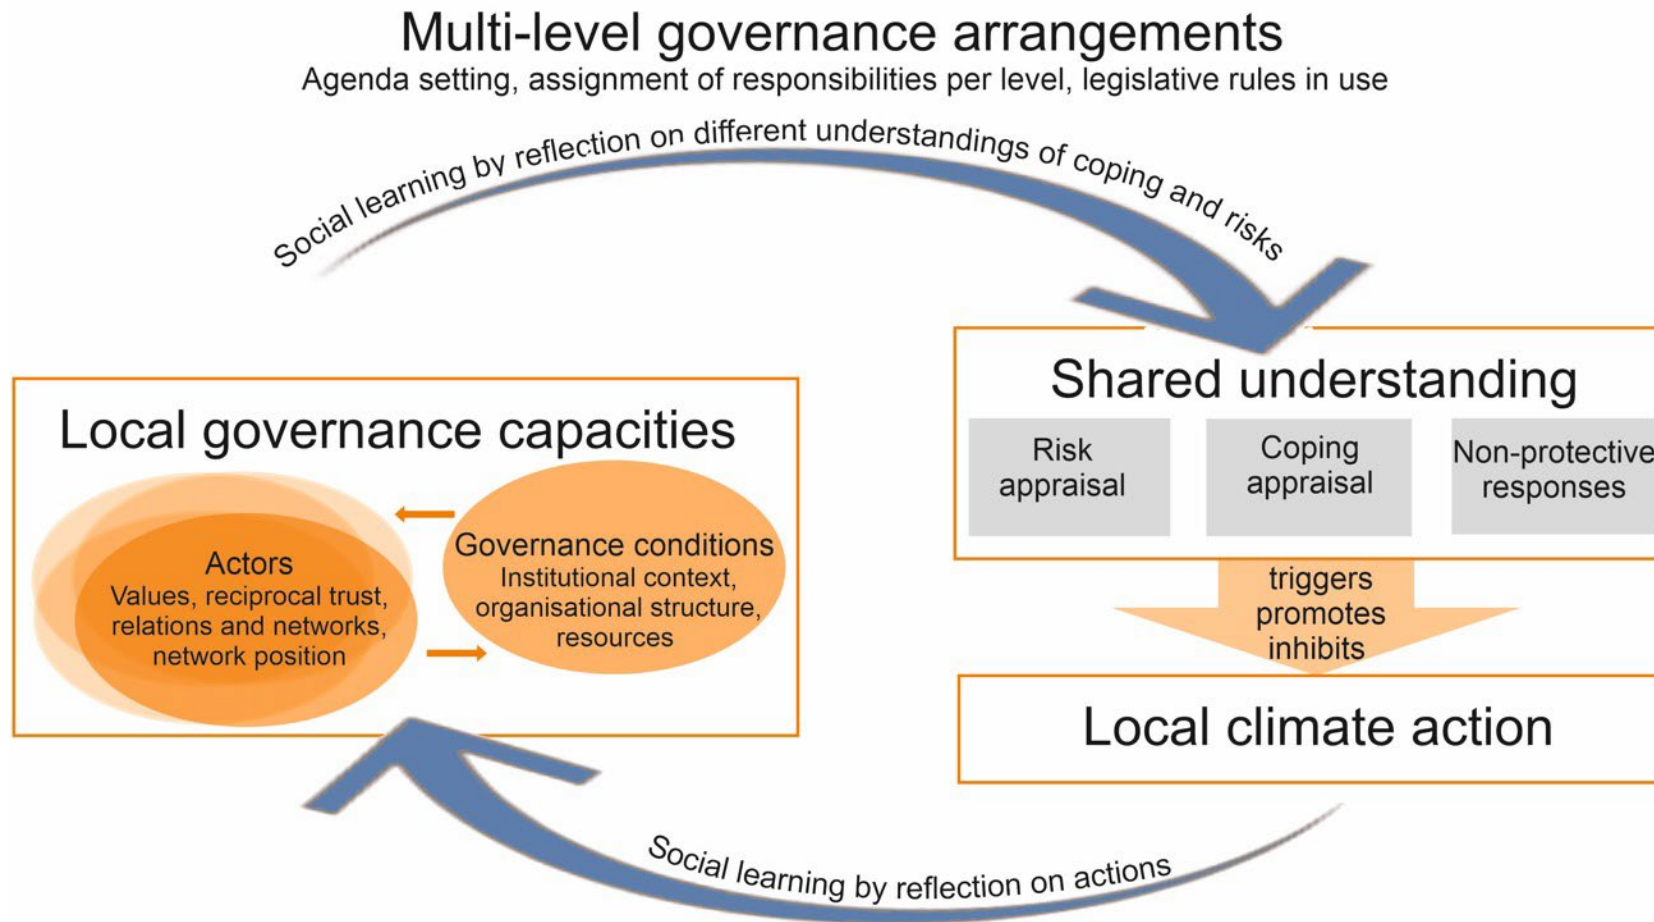 Multi-level governance arrangements
Agenda setting, assignment of responsibilities per level, legislative rules in use
Social learning by reflection on different understandings of coping and risks
Local governance capacities
Actors
Values, reciprocal trust,
relations and networks,
network position
Governance conditions
Institutional context,
organisational structure,
resources
Shared understanding
Risk
appraisal
Coping
appraisal
Non-protective
responses
triggers
promotes
inhibits
Local climate action
Social learning by reflection on actions